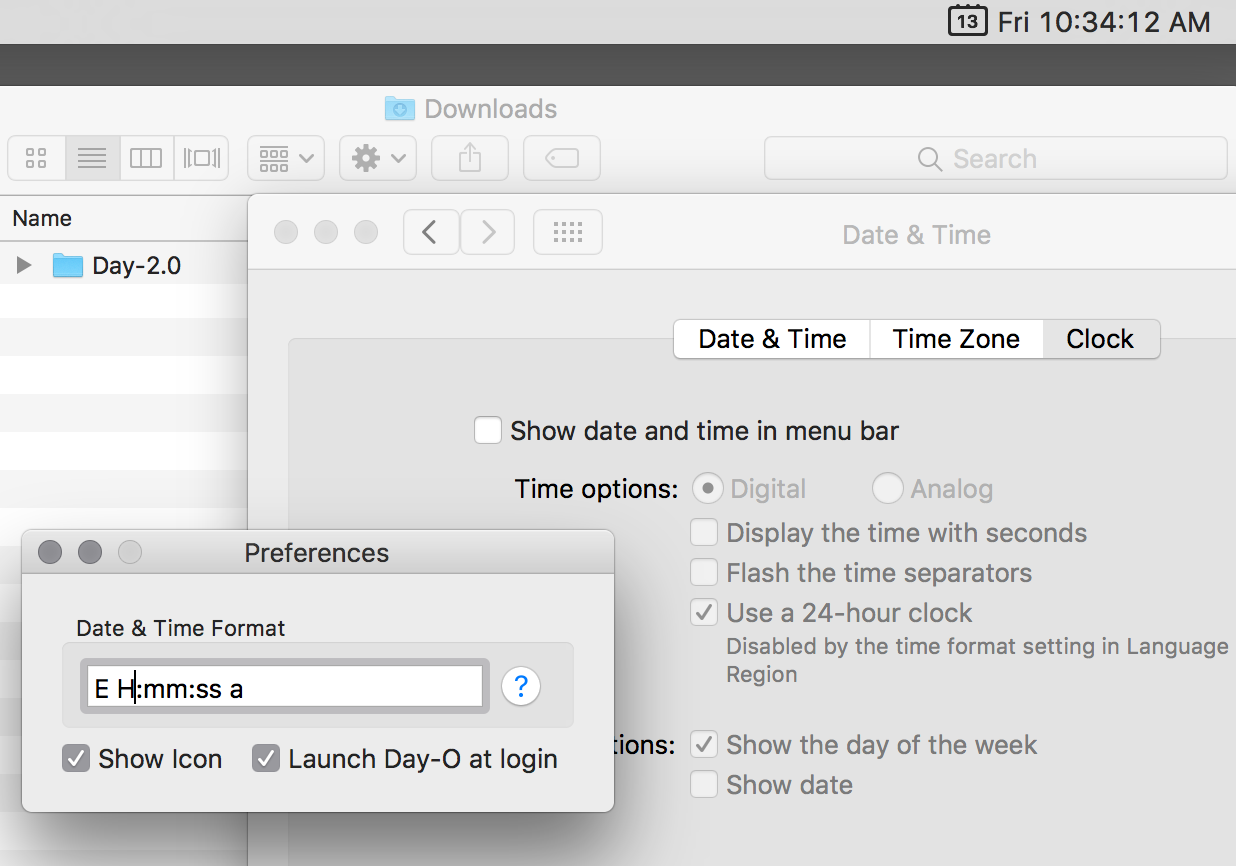 13 Fri 10:34:12 AM
Downloads
Search
Name
Date & Time
Day-2.0
Date & Time Time Zone Clock
Show date and time in menu bar
Time options: Digital Analog
Display the time with seconds
Flash the time separators
Use a 24-hour clock
Disabled by the time format setting in Language
Region
tions: Show the day of the week
Show date
Preferences
Date & Time Format
E H:mm:ss a
?
Show Icon Launch Day-O at login